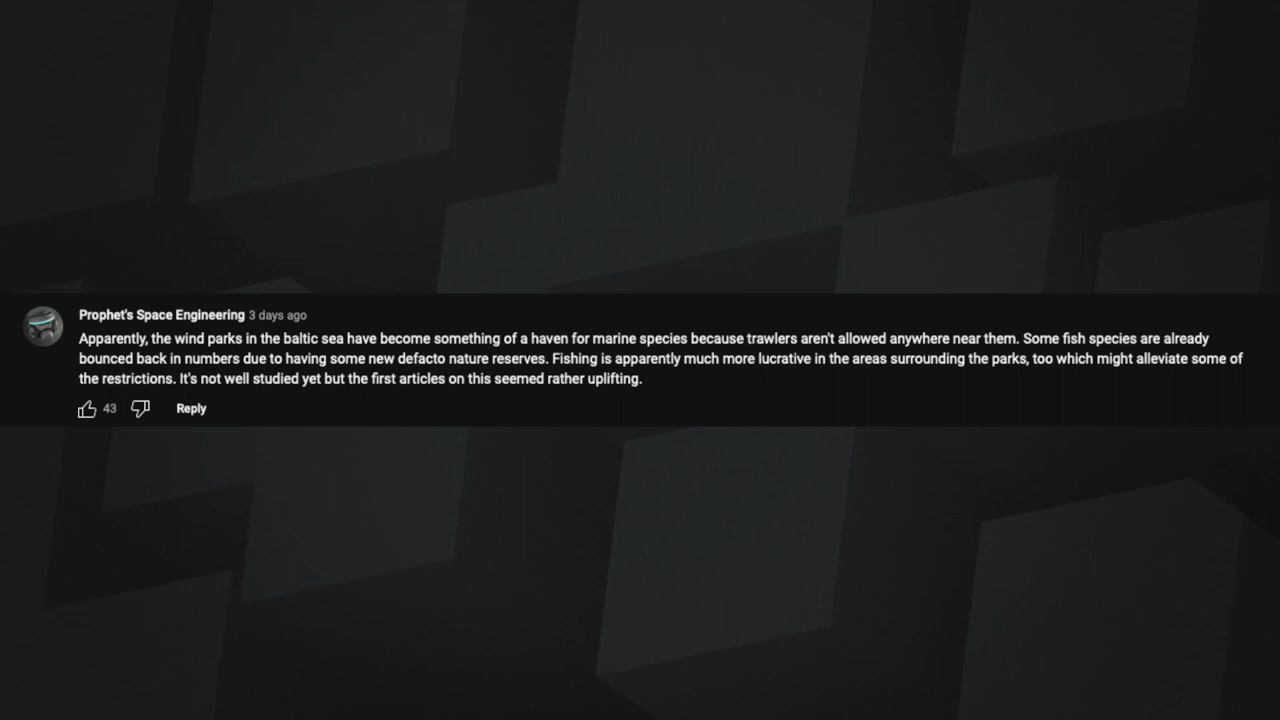 Prophet's Space Engineering 3 days ago
Apparently, the wind parks in the baltic sea have become something of a haven for marine species because trawlers aren't allowed anywhere near them. Some fish species are already
bounced back in numbers due to having some new defacto nature reserves. Fishing is apparently much more lucrative in the areas surrounding the parks, too which might alleviate some of
the restrictions. It's not well studied yet but the first articles on this seemed rather uplifting.
43 Reply